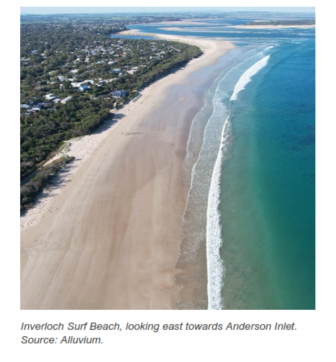 Inverloch Surf Beach, looking east towards Anderson Inlet.
Source: Alluvium.